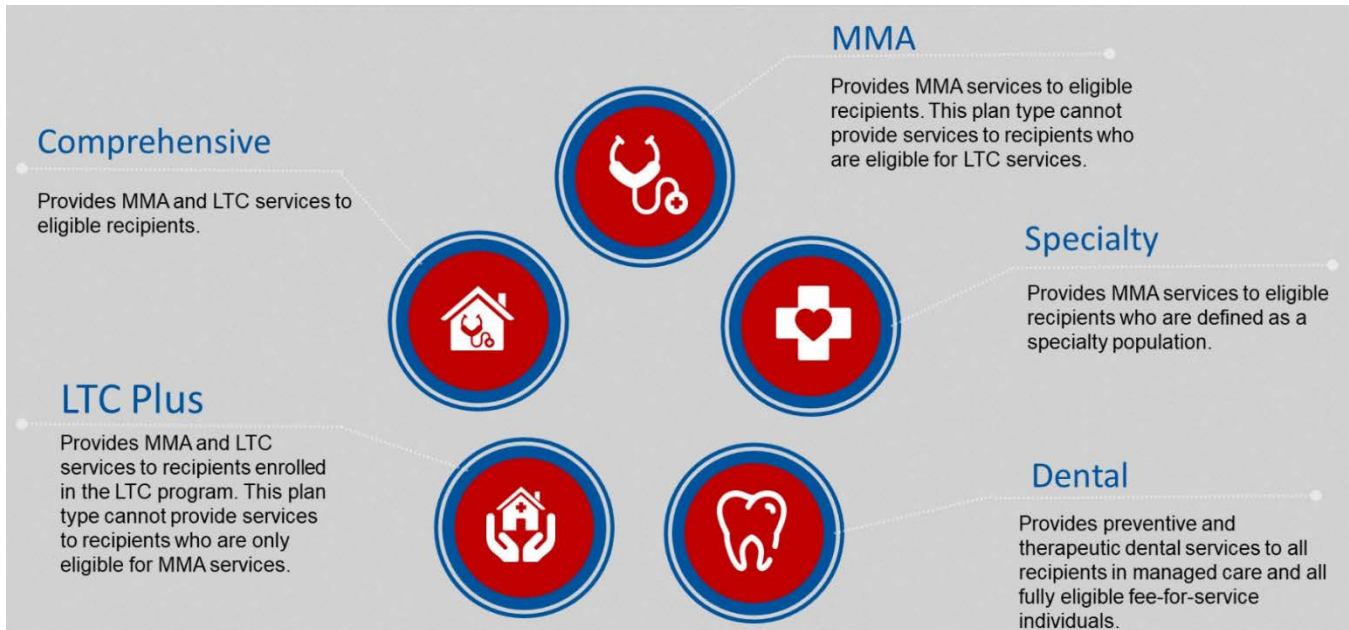 MMA
Provides MMA services to eligible
recipients. This plan type cannot
provide services to recipients who
are eligible for LTC services.
Comprehensive
Provides MMA and LTC services to
eligible recipients.
Specialty
Provides MMA services to eligible
recipients who are defined as a
specialty population.
LTC Plus
Provides MMA and LTC
services to recipients enrolled
in the LTC program. This plan
type cannot provide services
to recipients who are only
eligible for MMA services.
Dental
Provides preventive and
therapeutic dental services to all
recipients in managed care and all
fully eligible fee-for-service
individuals.